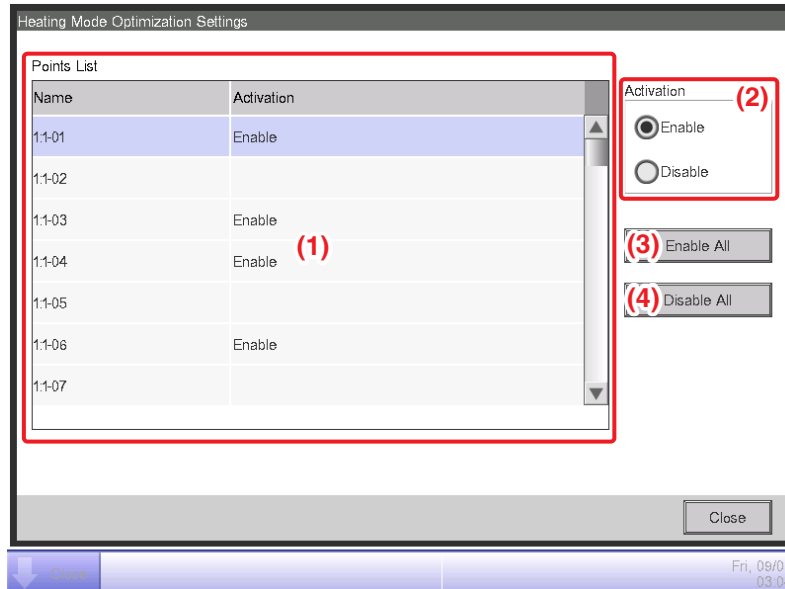 Heating Mode Optimization Settings
Points List
Name Activation
1:1-01 Enable
1:1-02
1:1-03 Enable
1:1-04 Enable
1:1-05
1:1-06 Enable
1:1-07
(1)
Activation (2)
Enable
Disable
(3) Enable All
(4) Disable All
Close
Close
Fri, 09/0
03:0